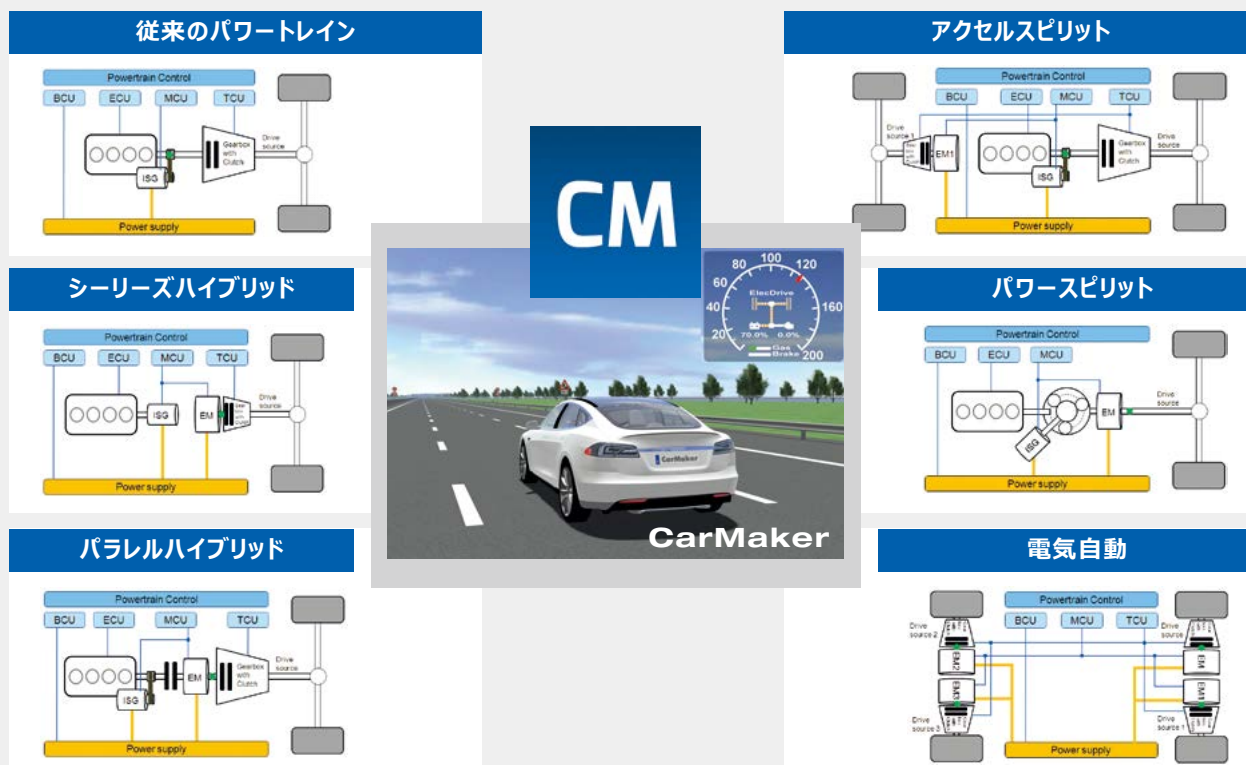 従来のパワートレイン
Powertrain Control
BCU ECU MCU TCU
Drive
source
Gearbox
with
Clutch
ISG
Power supply
アクセルスピリット
Powertrain Control
BCU ECU MCU TCU
Drive
source 1
EM1
Drive
source
Gearbox
with
Clutch
ISG
Power supply
CM
シーリーズハイブリッド
Powertrain Control
BCU ECU MCU TCU
Drive
source
ISG
EM
Power supply
80 100 120
60
40 160
20 200
ElecDrive
70.0% 0.0%
Gas
Brake
CarMaker
CarMaker
パワースピリット
Powertrain Control
BCU ECU MCU
Drive
source
EM
ISG
Power supply
パラレルハイブリッド
Powertrain Control
BCU ECU MCU TCU
Drive
source
Gearbox
with
Clutch
EM
ISG
Power supply
電気自動
Powertrain Control
BCU MCU TCU
Drive
source 2
Drive
source
EM2
EM
EM3
EM1
Drive
source 3
Drive
source 1
Power supply